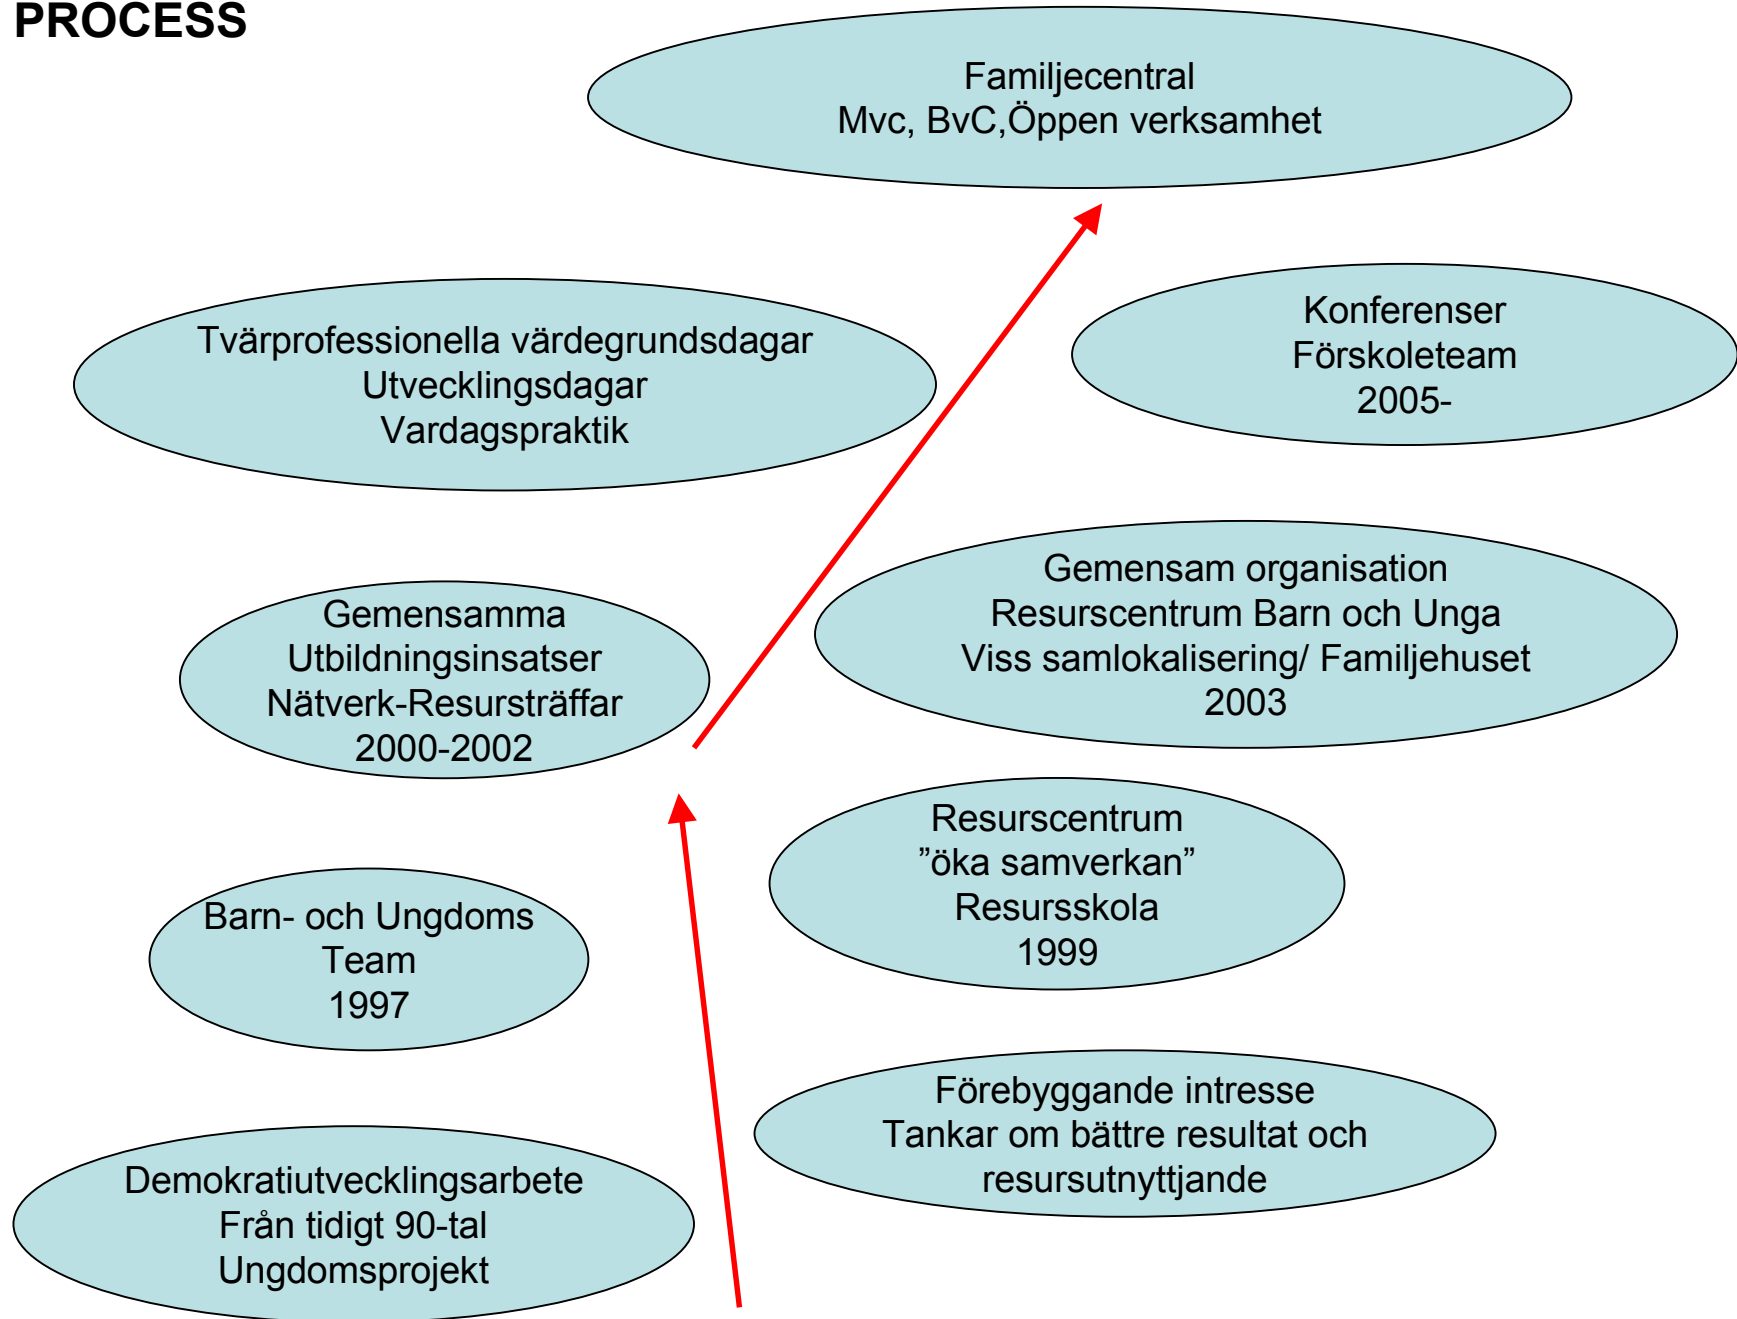 PROCESS
Familjecentral
Mvc, BvC,Öppen verksamhet
Tvärprofessionella värdegrundsdagar
Utvecklingsdagar
Vardagspraktik
Konferenser
Förskoleteam
2005-
Gemensamma
Utbildningsinsatser
Nätverk-Resursträffar
2000-2002
Gemensam organisation
Resurscentrum Barn och Unga
Viss samlokalisering/ Familjehuset
2003
Resurscentrum
”öka samverkan”
Resursskola
1999
Barn- och Ungdoms
Team
1997
Förebyggande intresse
Tankar om bättre resultat och
resursutnyttjande
Demokratiutvecklingsarbete
Från tidigt 90-tal
Ungdomsprojekt